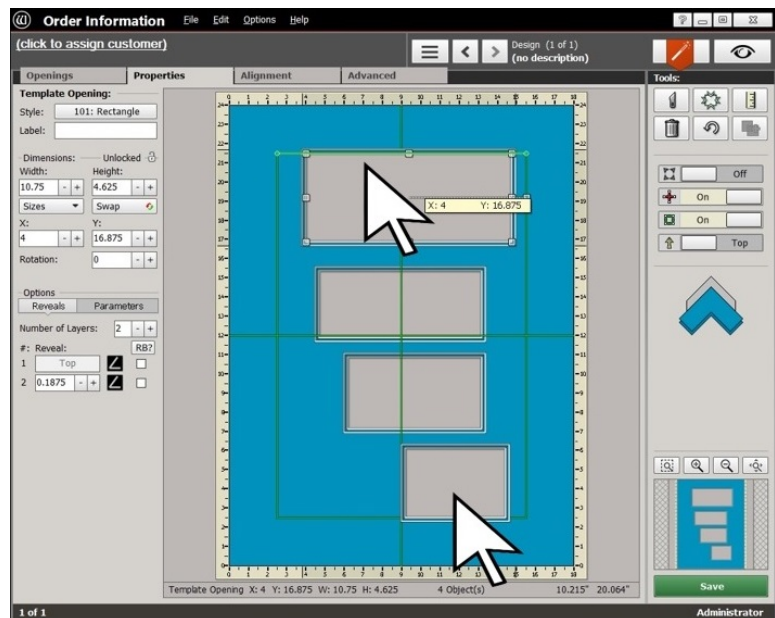 Order Information File Edit Options Help
(click to assign customer)
Design (1 of 1)
(no description)
Openings Properties Alignment Advanced
Tools:
Template Opening:
Style: 101: Rectangle
Label:
Dimensions: Unlocked
Width: Height:
10.75 - + 4.625 - +
Sizes Swap
X: Y:
4 - + 16.875 - +
Rotation: 0 - +
Options
Reveals Parameters
Number of Layers: 2 - +
#: Reveal: RB?
1 Top
2 0.1875 - +
X: 4 Y: 16.875
Off
On
On
Top
Save
Template Opening X: 4 Y: 16.875 W: 10.75 H: 4.625 4 Object(s) 10.215" 20.064"
1 of 1 Administrator